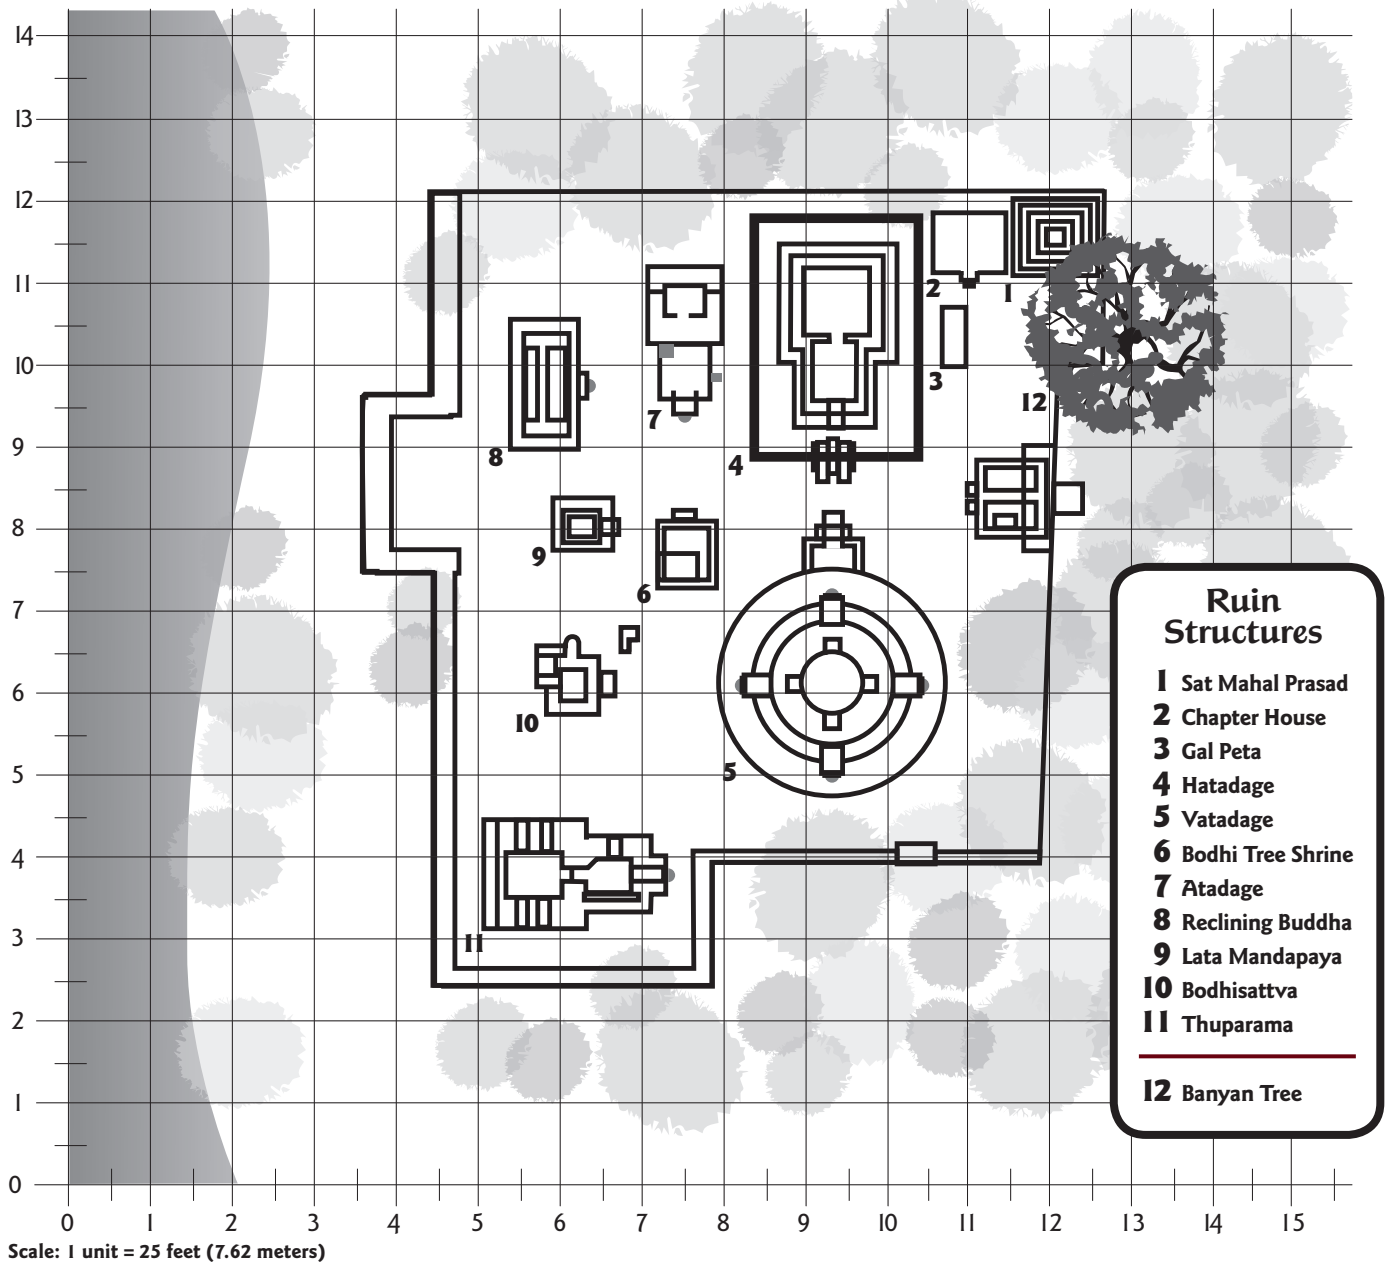 14
13
12
11
10
9
8
7
6
5
4
3
2
1
0
0 1 2 3 4 5 6 7 8 9 10 11 12 13 14 15
Scale: 1 unit = 25 feet (7.62 meters)
2
1
3
12
7
8
4
9
6
10
5
11
Ruin
Structures
1 Sat Mahal Prasad
2 Chapter House
3 Gal Peta
4 Hatadage
5 Vatadage
6 Bodhi Tree Shrine
7 Atadage
8 Reclining Buddha
9 Lata Mandapaya
10 Bodhisattva
11 Thuparama
12 Banyan Tree